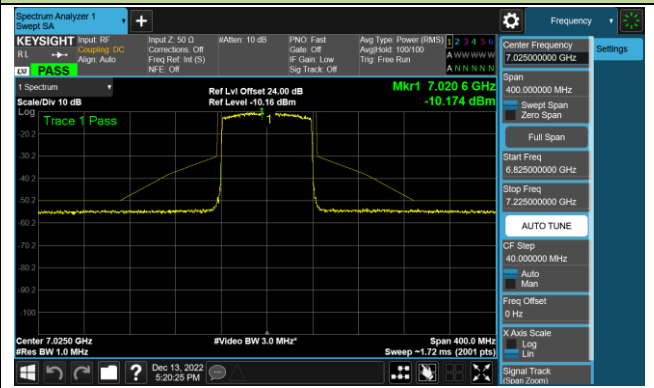 Spectrum Analyzer 1
Swept SA
Frequency
KEYSIGHT
RL
PASS
Input: RF
Coupling: DC
Align: Auto
Input Z: 50 Ω
Corrections: Off
Freq Ref: Int (S)
NFE: Off
#Atten: 10 dB
PNO: Fast
Gate: Off
IF Gain: Low
Sig Track: Off
Avg Type: Power (RMS)
Avg|Hold: 100/100
Trig: Free Run
1 2 3 4 5 6
A W W W W W
A N N N N N
Center Frequency
7.025000000 GHz
Settings
Span
400.000000 MHz
Swept Span
Zero Span
Full Span
Start Freq
6.825000000 GHz
Stop Freq
7.225000000 GHz
AUTO TUNE
CF Step
40.000000 MHz
Auto
Man
Freq Offset
0 Hz
X Axis Scale
Log
Lin
Signal Track
(Span Zoom)
1 Spectrum
Scale/Div 10 dB
Log
Ref Lvl Offset 24.00 dB
Ref Level -10.16 dBm
Mkr1 7.020 6 GHz
-10.174 dBm
Trace 1 Pass
1
-20.2
-30.2
-40.2
-50.2
-60.2
-70.2
-80.2
-90.2
-100
Center 7.0250 GHz
#Res BW 1.0 MHz
#Video BW 3.0 MHz*
Span 400.0 MHz
Sweep ~1.72 ms (2001 pts)
Dec 13, 2022
5:20:25 PM